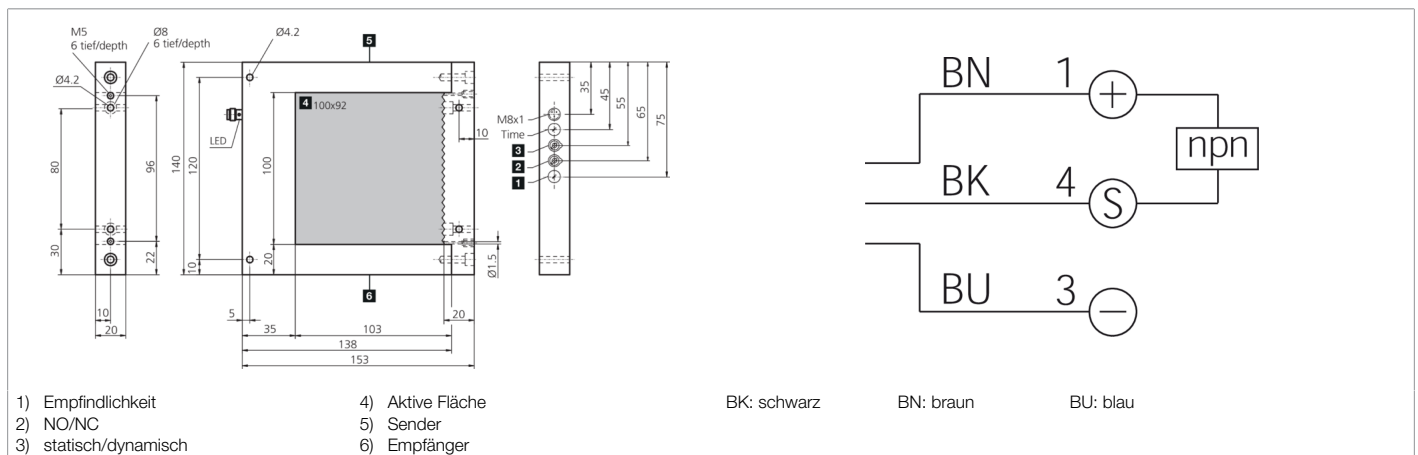 M5
6 tief/depth
Ø8
6 tief/depth
Ø4.2
Ø4.2
5
4 100x92
LED
80
96
30
22
10
20
140
120
100
10
20
10
5
35
103
20
138
153
Ø1.5
6
M8x1
Time
3
2
1
35
45
55
65
75
BN 1 +
npn
BK 4 S
BU 3 −
1) Empfindlichkeit
2) NO/NC
3) statisch/dynamisch
4) Aktive Fläche
5) Sender
6) Empfänger
BK: schwarz
BN: braun
BU: blau